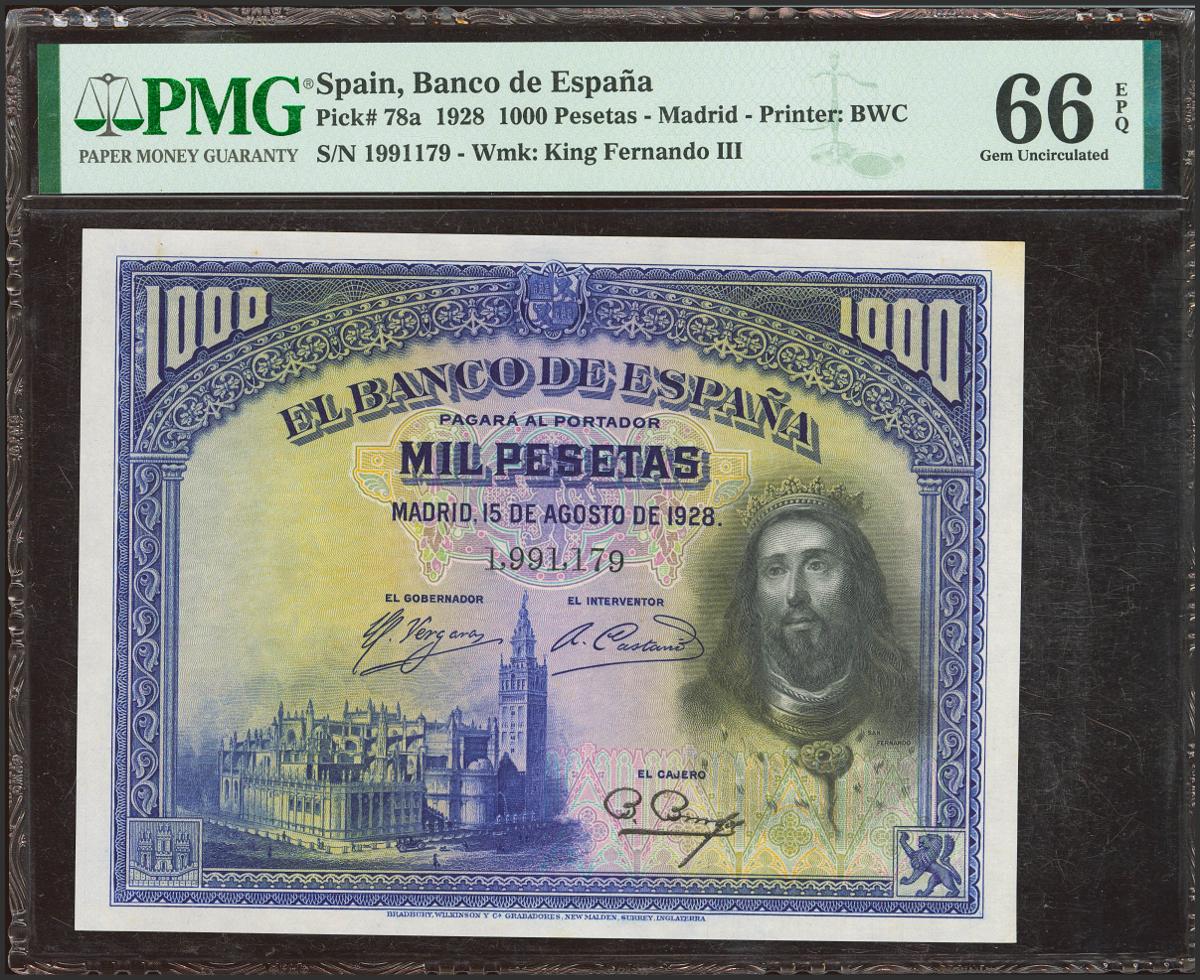 PMG® Spain, Banco de España
Pick# 78a 1928 1000 Pesetas - Madrid - Printer: BWC
PAPER MONEY GUARANTY S/N 1991179 - Wmk: King Fernando III
66 EPQ
Gem Uncirculated
1000 1000
EL BANCO DE ESPAÑA
PAGARÁ AL PORTADOR
MIL PESETAS
MADRID, 15 DE AGOSTO DE 1928.
1,991,179
EL GOBERNADOR EL INTERVENTOR
Vergara A. Castaño
SAN
FERNANDO
EL CAJERO
BRADBURY, WILKINSON Y Cª GRABADORES, NEW MALDEN, SURREY, INGLATERRA